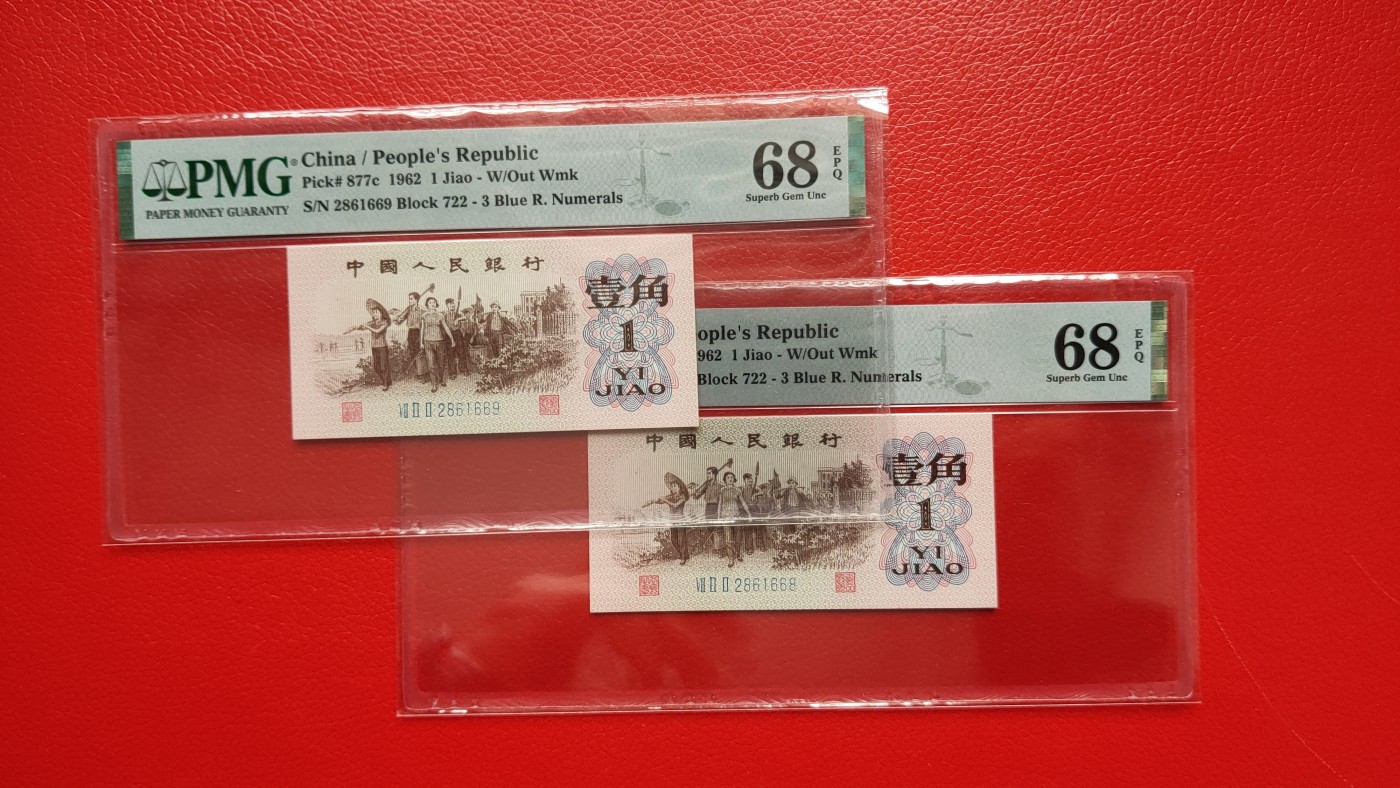 PMG®
PAPER MONEY GUARANTY
China / People's Republic
Pick# 877c 1962 1 Jiao - W/Out Wmk
S/N 2861669 Block 722 - 3 Blue R. Numerals
68
EPQ
Superb Gem Unc
中國人民銀行
壹角
1
YI
JIAO
ⅦⅡⅡ 2861669
ople's Republic
962 1 Jiao - W/Out Wmk
Block 722 - 3 Blue R. Numerals
68
EPQ
Superb Gem Unc
中國人民銀行
壹角
1
YI
JIAO
ⅦⅡⅡ 2861668